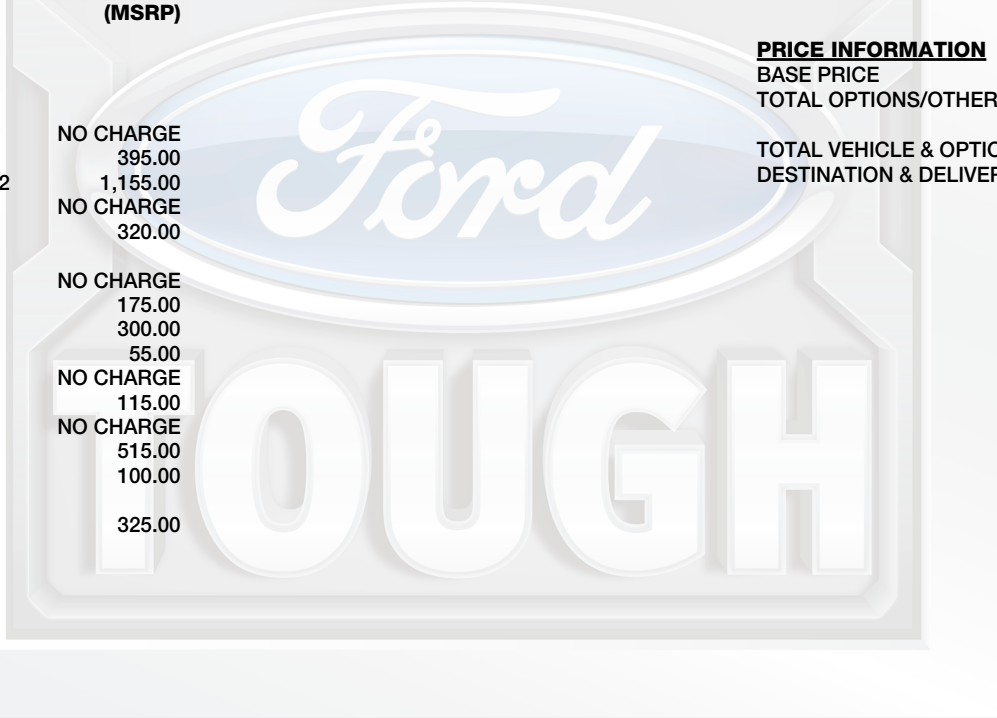 (MSRP)
NO CHARGE
395.00
2 1,155.00
NO CHARGE
320.00
NO CHARGE
175.00
300.00
55.00
NO CHARGE
115.00
NO CHARGE
515.00
100.00
325.00
PRICE INFORMATION
BASE PRICE
TOTAL OPTIONS/OTHER
TOTAL VEHICLE & OPTIO
DESTINATION & DELIVER
Ford
TOUGH